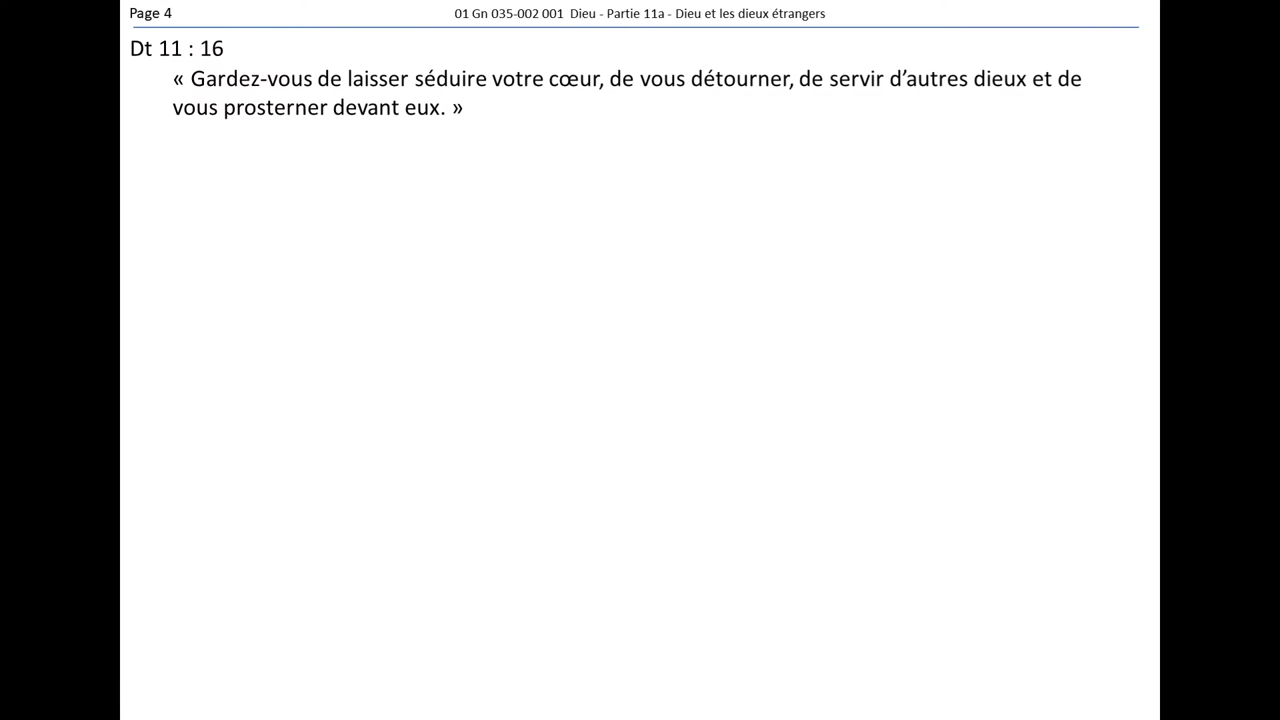 Page 4
01 Gn 035-002 001  Dieu - Partie 11a - Dieu et les dieux étrangers
Dt 11 : 16
« Gardez-vous de laisser séduire votre cœur, de vous détourner, de servir d’autres dieux et de
vous prosterner devant eux. »